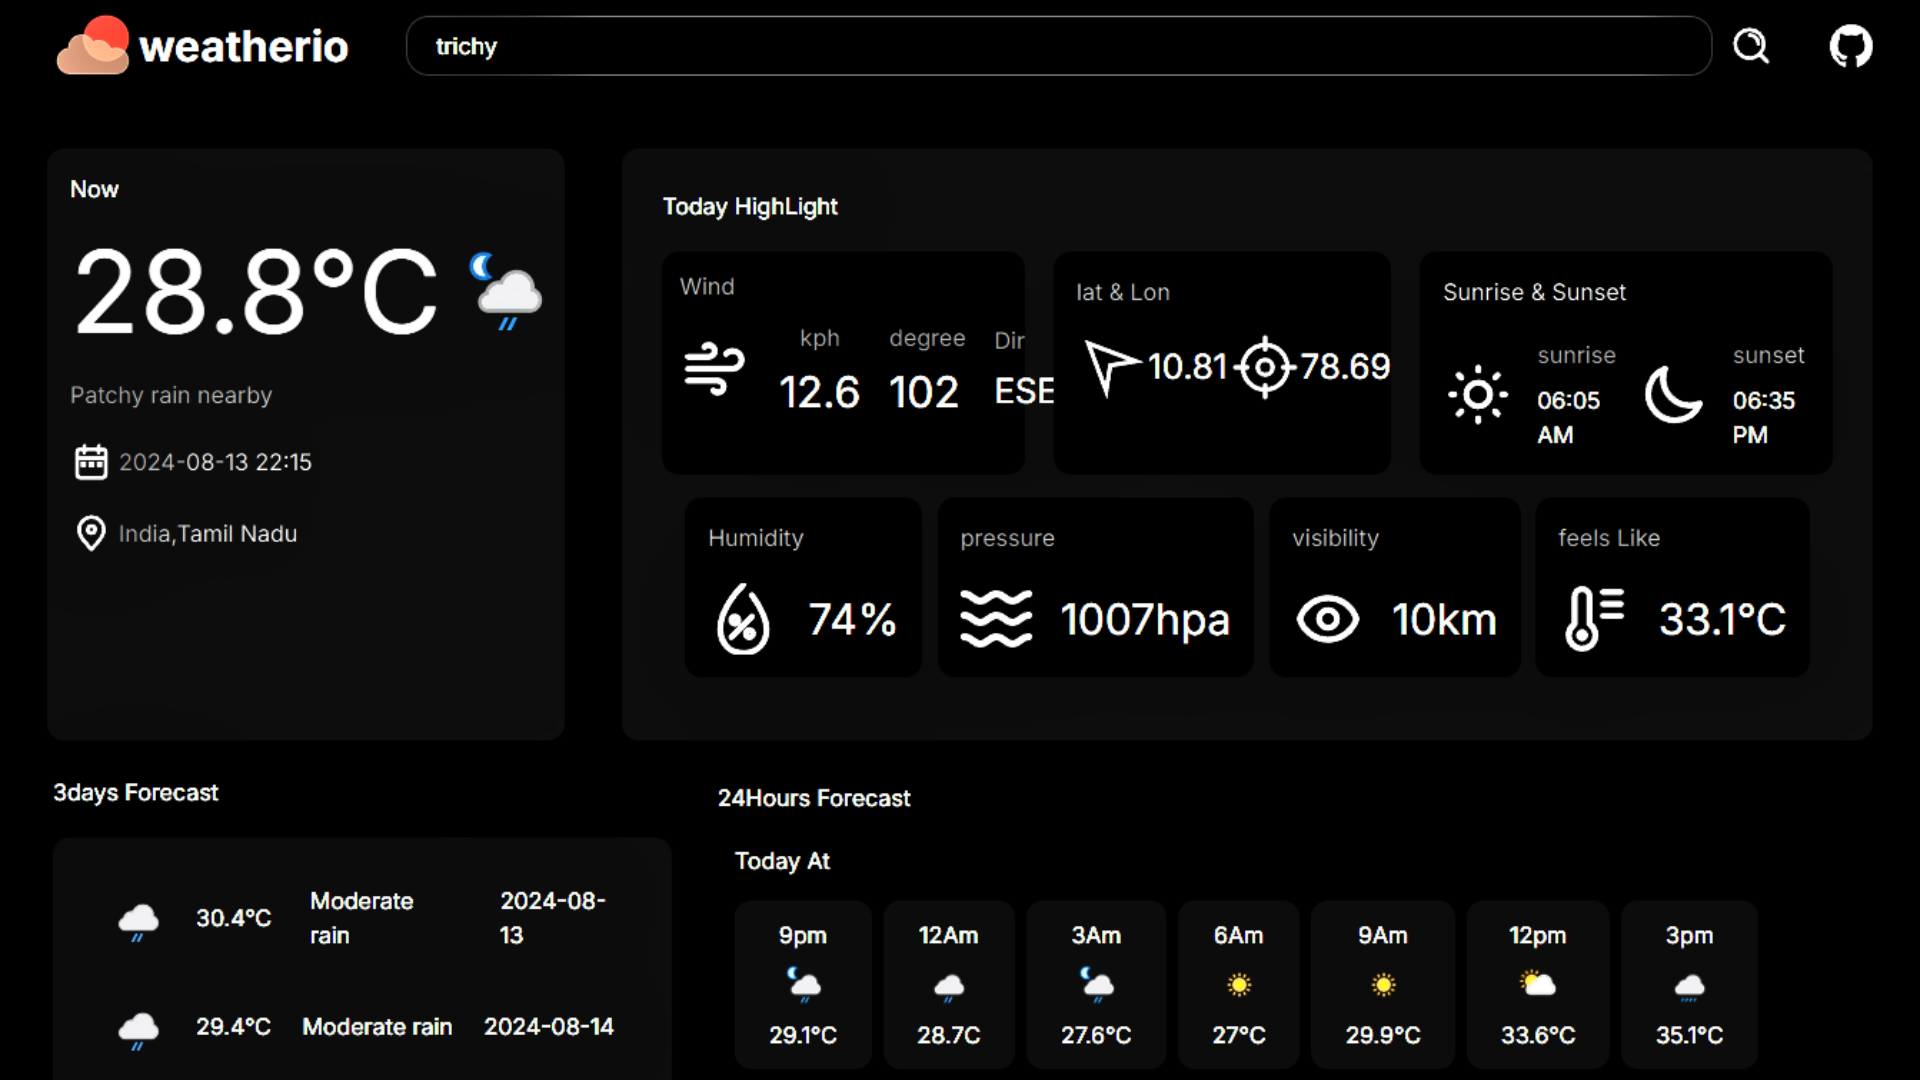 weatherio
trichy
Now
28.8°C
Patchy rain nearby
2024-08-13 22:15
India,Tamil Nadu
Today HighLight
Wind
kph
degree
Dir
12.6
102
ESE
lat & Lon
10.81
78.69
Sunrise & Sunset
sunrise
06:05
AM
sunset
06:35
PM
Humidity
74%
pressure
1007hpa
visibility
10km
feels Like
33.1°C
3days Forecast
30.4°C
Moderate
rain
2024-08-
13
29.4°C Moderate rain 2024-08-14
24Hours Forecast
Today At
9pm
29.1°C
12Am
28.7C
3Am
27.6°C
6Am
27°C
9Am
29.9°C
12pm
33.6°C
3pm
35.1°C